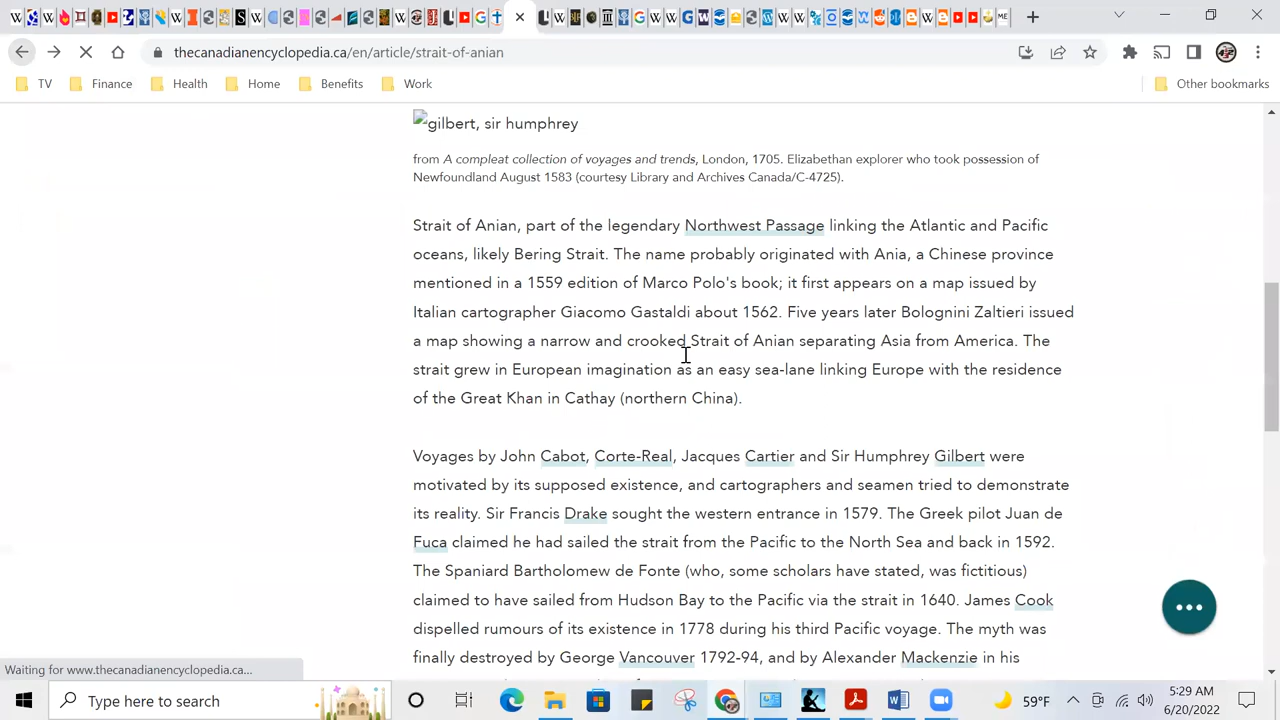 thecanadianencyclopedia.ca/en/article/strait-of-anian
TV Finance Health Home Benefits Work Other bookmarks
gilbert, sir humphrey
from A compleat collection of voyages and trends, London, 1705. Elizabethan explorer who took possession of
Newfoundland August 1583 (courtesy Library and Archives Canada/C-4725).
Strait of Anian, part of the legendary Northwest Passage linking the Atlantic and Pacific
oceans, likely Bering Strait. The name probably originated with Ania, a Chinese province
mentioned in a 1559 edition of Marco Polo's book; it first appears on a map issued by
Italian cartographer Giacomo Gastaldi about 1562. Five years later Bolognini Zaltieri issued
a map showing a narrow and crooked Strait of Anian separating Asia from America. The
strait grew in European imagination as an easy sea-lane linking Europe with the residence
of the Great Khan in Cathay (northern China).
Voyages by John Cabot, Corte-Real, Jacques Cartier and Sir Humphrey Gilbert were
motivated by its supposed existence, and cartographers and seamen tried to demonstrate
its reality. Sir Francis Drake sought the western entrance in 1579. The Greek pilot Juan de
Fuca claimed he had sailed the strait from the Pacific to the North Sea and back in 1592.
The Spaniard Bartholomew de Fonte (who, some scholars have stated, was fictitious)
claimed to have sailed from Hudson Bay to the Pacific via the strait in 1640. James Cook
dispelled rumours of its existence in 1778 during his third Pacific voyage. The myth was
finally destroyed by George Vancouver 1792-94, and by Alexander Mackenzie in his
Waiting for www.thecanadianencyclopedia.ca...
Type here to search
59°F
5:29 AM
6/20/2022